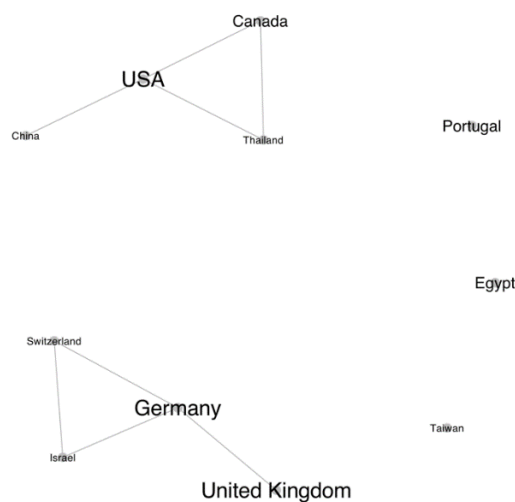 Canada
USA
Portugal
China
Thailand
Egypt
Switzerland
Germany
Taiwan
Israel
United Kingdom